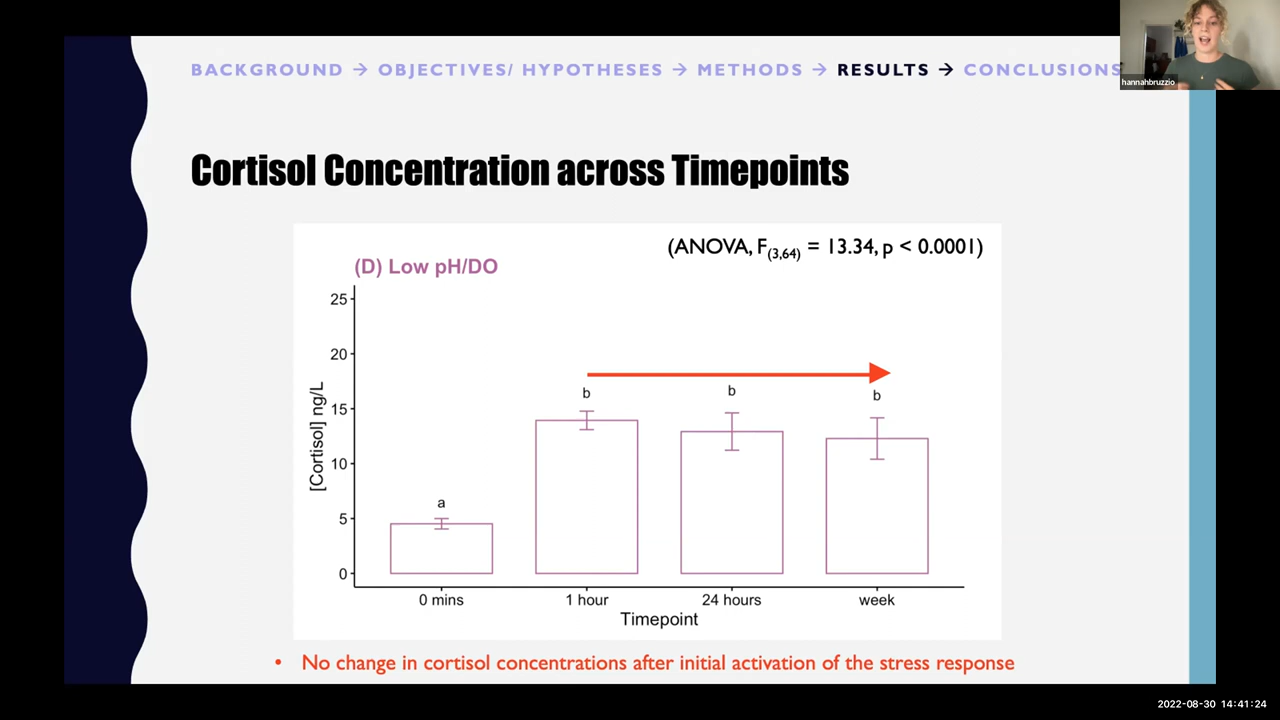 BACKGROUND → OBJECTIVES/ HYPOTHESES → METHODS → RESULTS → CONCLUSIONS
hannahbruzzio
Cortisol Concentration across Timepoints
(ANOVA, F(3,64) = 13.34, p < 0.0001)
(D) Low pH/DO
25
20
15
10
5
0
[Cortisol] ng/L
a
b
b
b
0 mins
1 hour
24 hours
week
Timepoint
• No change in cortisol concentrations after initial activation of the stress response
2022-08-30 14:41:24